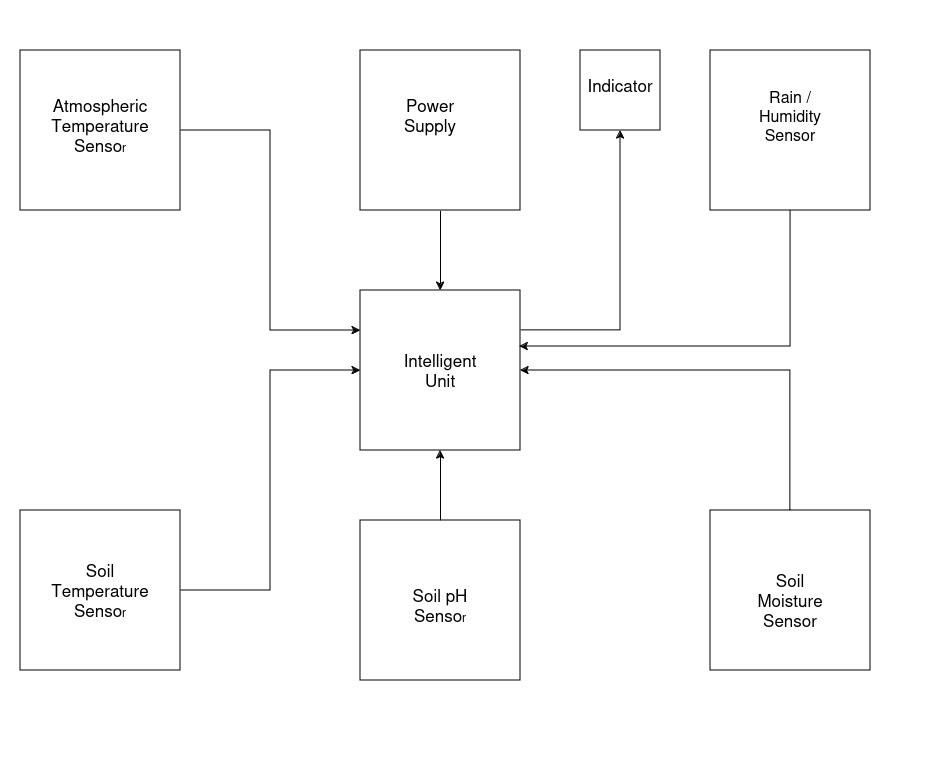 Atmospheric
Temperature
Sensor
Power
Supply
Indicator
Rain /
Humidity
Sensor
Intelligent
Unit
Soil
Temperature
Sensor
Soil pH
Sensor
Soil
Moisture
Sensor